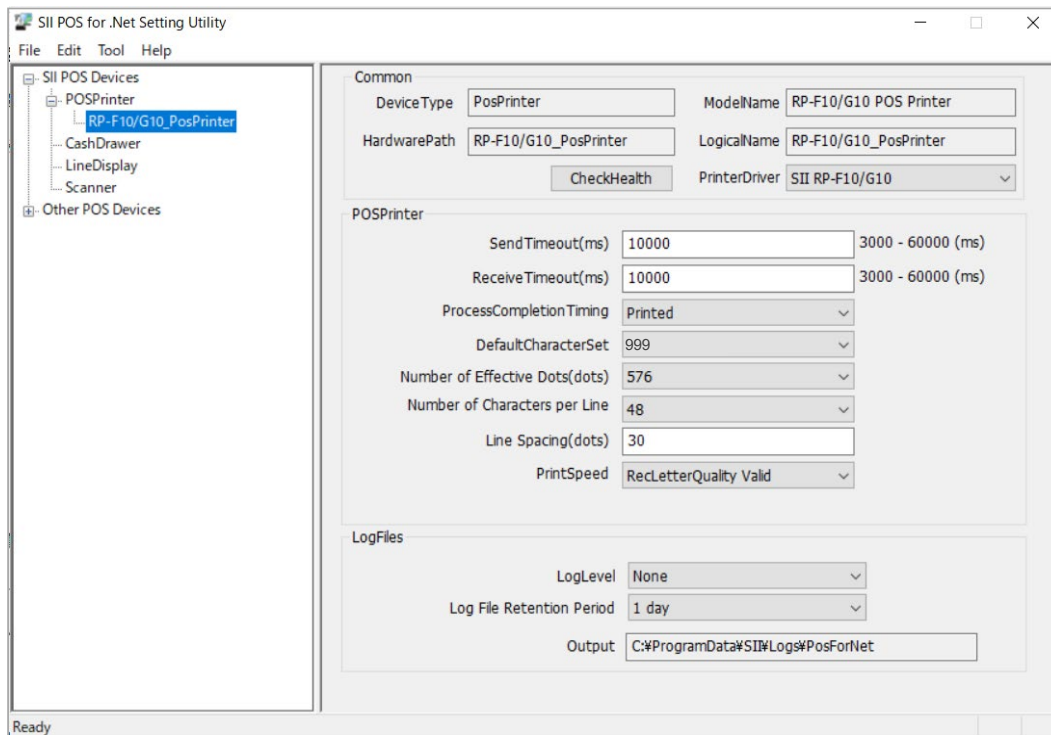 SII POS for .Net Setting Utility
File Edit Tool Help
SII POS Devices
POSPrinter
RP-F10/G10_PosPrinter
CashDrawer
LineDisplay
Scanner
Other POS Devices
Common
DeviceType PosPrinter ModelName RP-F10/G10 POS Printer
HardwarePath RP-F10/G10_PosPrinter LogicalName RP-F10/G10_PosPrinter
CheckHealth PrinterDriver SII RP-F10/G10
POSPrinter
SendTimeout(ms) 10000 3000 - 60000 (ms)
ReceiveTimeout(ms) 10000 3000 - 60000 (ms)
ProcessCompletionTiming Printed
DefaultCharacterSet 999
Number of Effective Dots(dots) 576
Number of Characters per Line 48
Line Spacing(dots) 30
PrintSpeed RecLetterQuality Valid
LogFiles
LogLevel None
Log File Retention Period 1 day
Output C:¥ProgramData¥SII¥Logs¥PosForNet
Ready